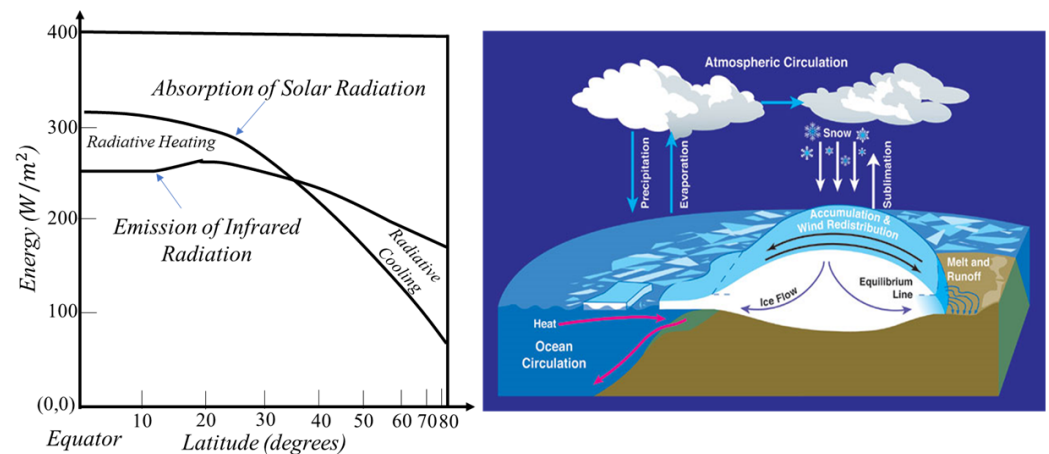 400
300
200
100
(0,0)
Energy (W/m²)
Absorption of Solar Radiation
Radiative Heating
Emission of Infrared
Radiation
Radiative
Cooling
10 20 30 40 50 60 70 80
Equator
Latitude (degrees)
Atmospheric Circulation
Precipitation
Evaporation
Snow
Sublimation
Accumulation &
Wind Redistribution
Melt and
Runoff
Equilibrium
Line
Ice Flow
Heat
Ocean
Circulation